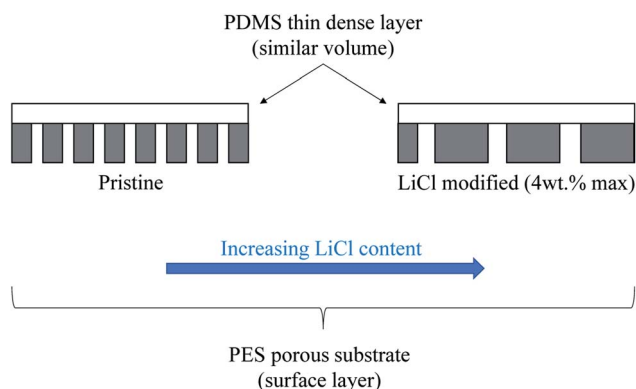 PDMS thin dense layer
(similar volume)
Pristine
LiCl modified (4wt.% max)
Increasing LiCl content
PES porous substrate
(surface layer)